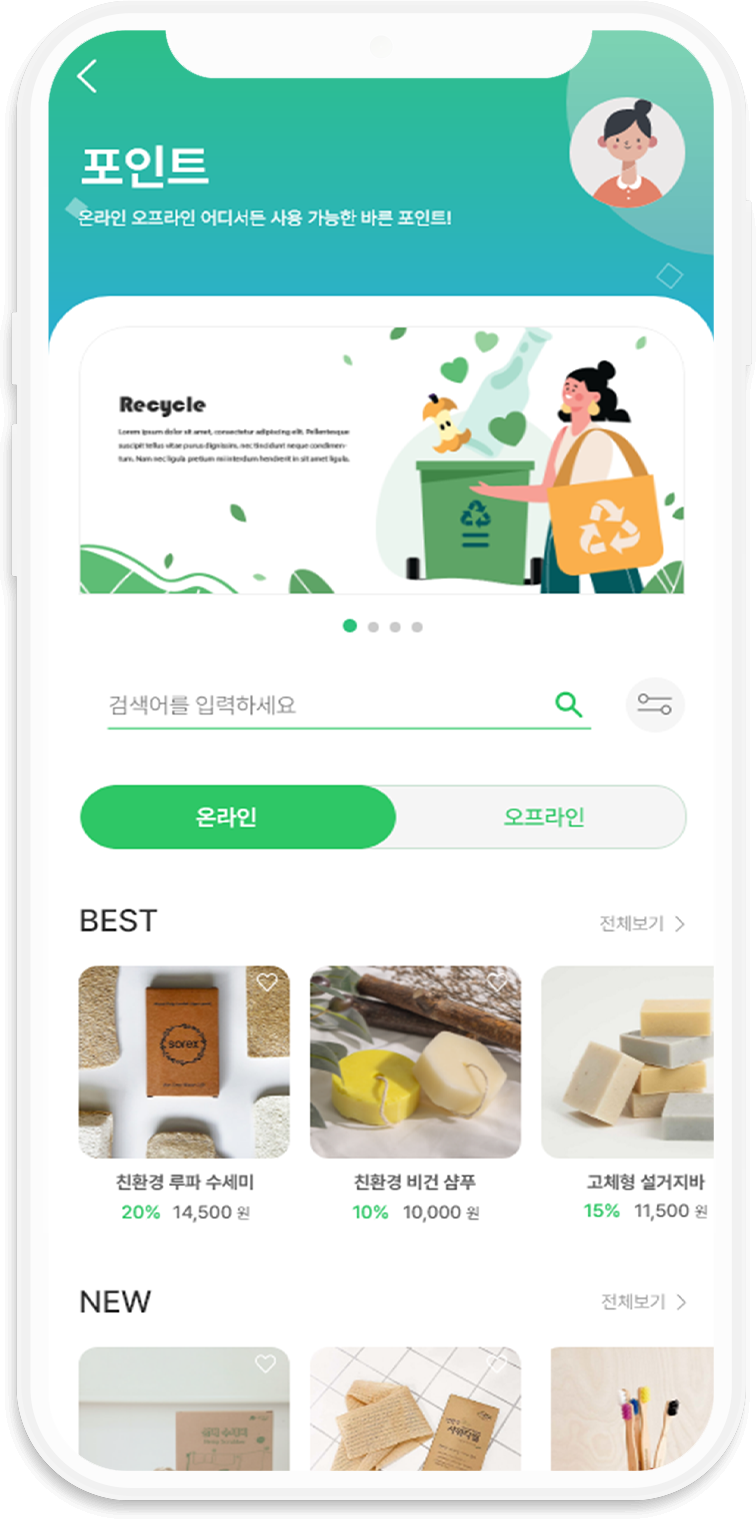 포인트
온라인 오프라인 어디서든 사용 가능한 바른 포인트!
Recycle
Lorem ipsum dolor sit amet, consectetur adipiscing elit. Pellentesque
suscipit tellus vitae purus dignissim, nec tincidunt neque condimen-
tum. Nam nec ligula pretium mi interdum hendrerit in sit amet ligula.
검색어를 입력하세요
온라인
오프라인
BEST
전체보기
sorex
친환경 루파 수세미
20% 14,500 원
친환경 비건 샴푸
10% 10,000 원
고체형 설거지바
15% 11,500 원
NEW
전체보기
샤워타월